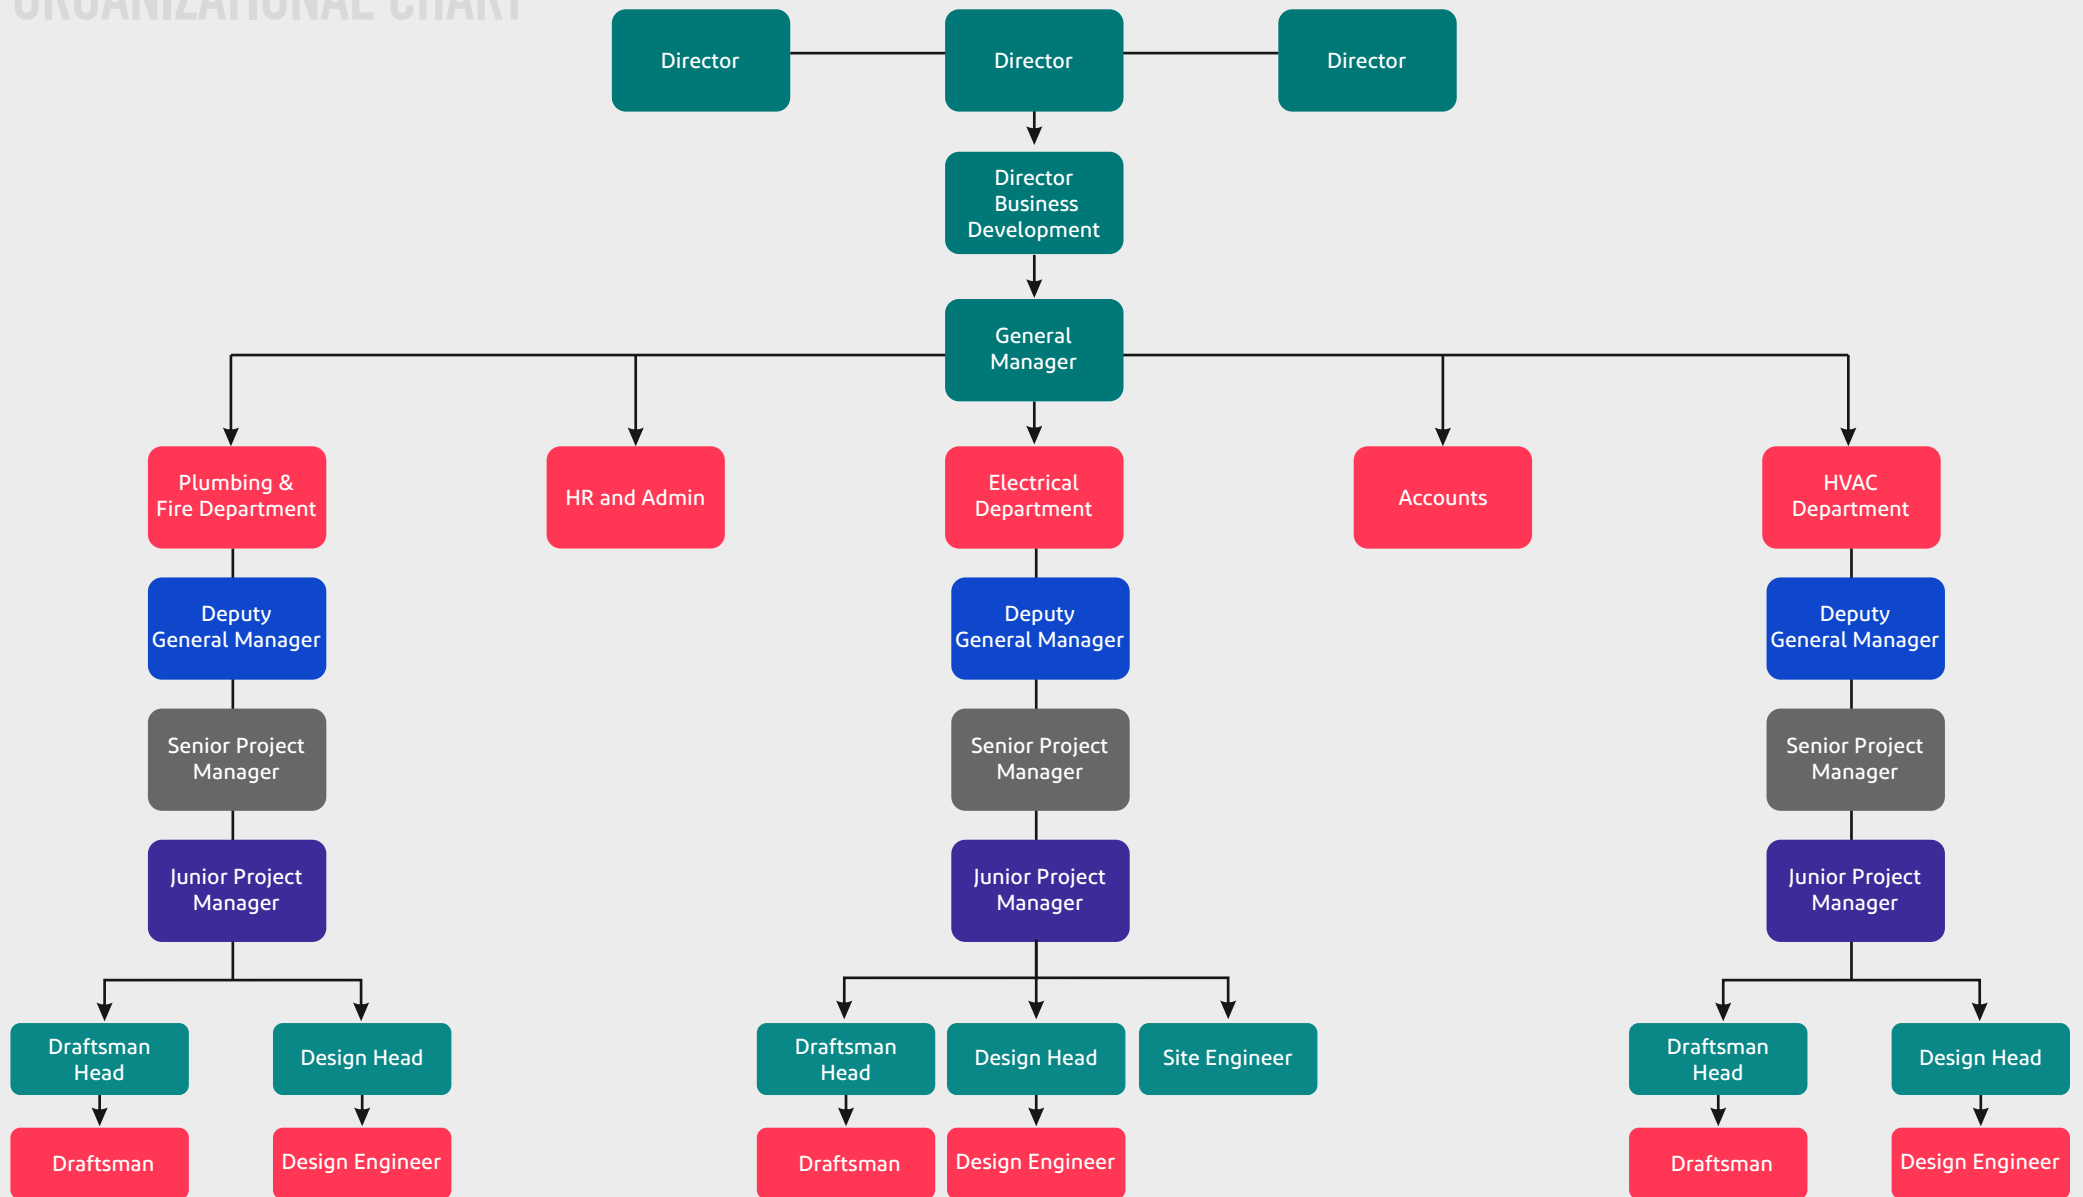 ORGANIZATIONAL CHART
Director
Director
Director
Director
Business
Development
General
Manager
Plumbing &
Fire Department
HR and Admin
Electrical
Department
Accounts
HVAC
Department
Deputy
General Manager
Deputy
General Manager
Deputy
General Manager
Senior Project
Manager
Senior Project
Manager
Senior Project
Manager
Junior Project
Manager
Junior Project
Manager
Junior Project
Manager
Draftsman
Head
Design Head
Draftsman
Head
Design Head
Site Engineer
Draftsman
Head
Design Head
Draftsman
Design Engineer
Draftsman
Design Engineer
Draftsman
Design Engineer